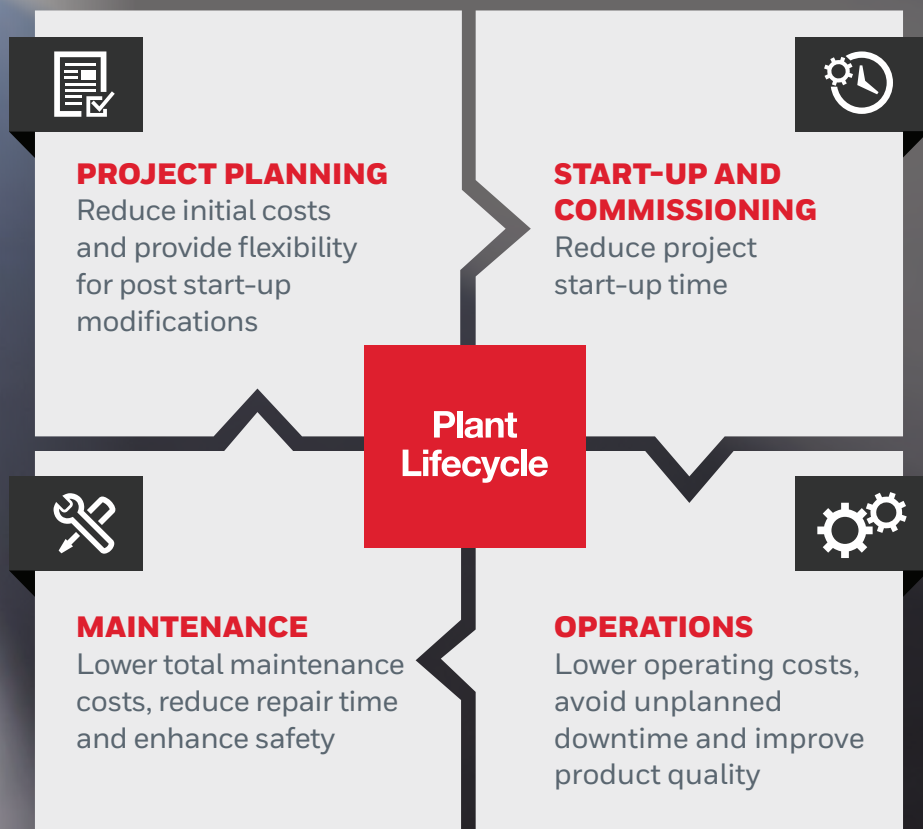 PROJECT PLANNING
Reduce initial costs
and provide flexibility
for post start-up
modifications
START-UP AND
COMMISSIONING
Reduce project
start-up time
Plant
Lifecycle
MAINTENANCE
Lower total maintenance
costs, reduce repair time
and enhance safety
OPERATIONS
Lower operating costs,
avoid unplanned
downtime and improve
product quality